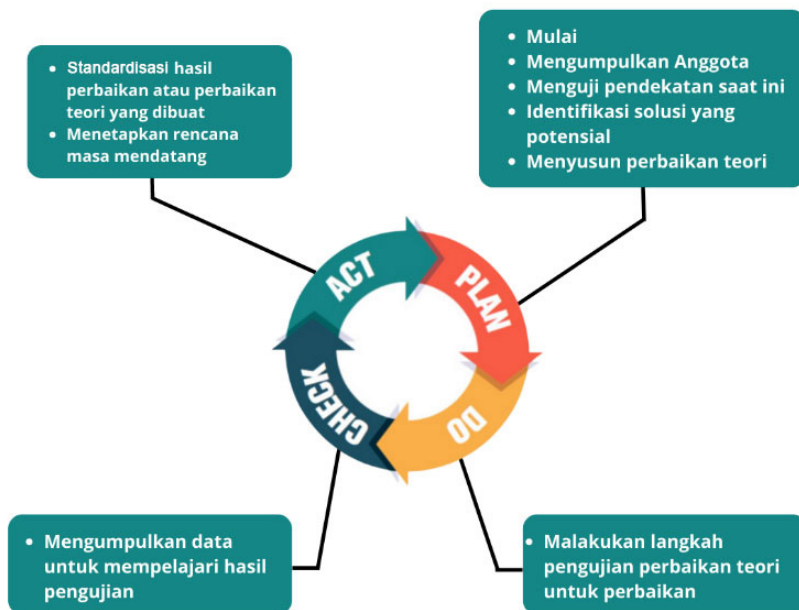 • Standardisasi hasil
perbaikan atau perbaikan
teori yang dibuat
• Menetapkan rencana
masa mendatang
• Mulai
• Mengumpulkan Anggota
• Menguji pendekatan saat ini
• Identifikasi solusi yang
potensial
• Menyusun perbaikan teori
ACT
PLAN
CHECK
DO
• Mengumpulkan data
untuk mempelajari hasil
pengujian
• Malakukan langkah
pengujian perbaikan teori
untuk perbaikan